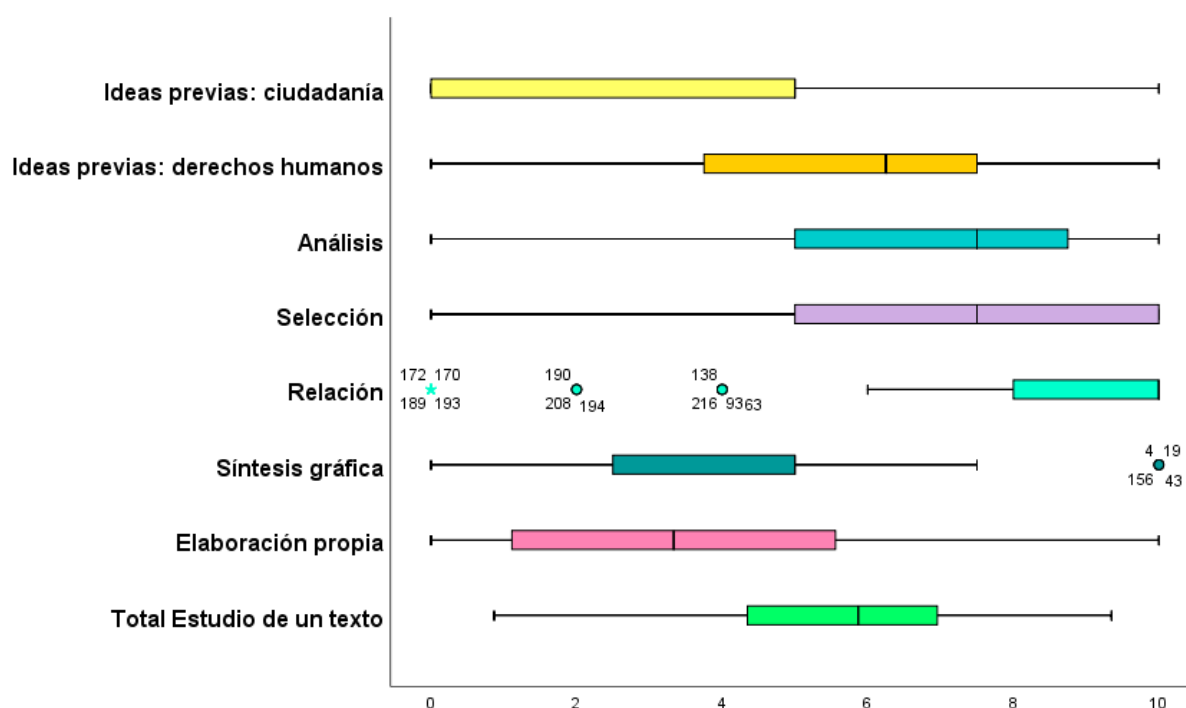 Ideas previas: ciudadanía
Ideas previas: derechos humanos
Análisis
Selección
172 170
190
138
Relación
189 193
208 194
216 93 63
4 19
Síntesis gráfica
156 43
Elaboración propia
Total Estudio de un texto
0 2 4 6 8 10